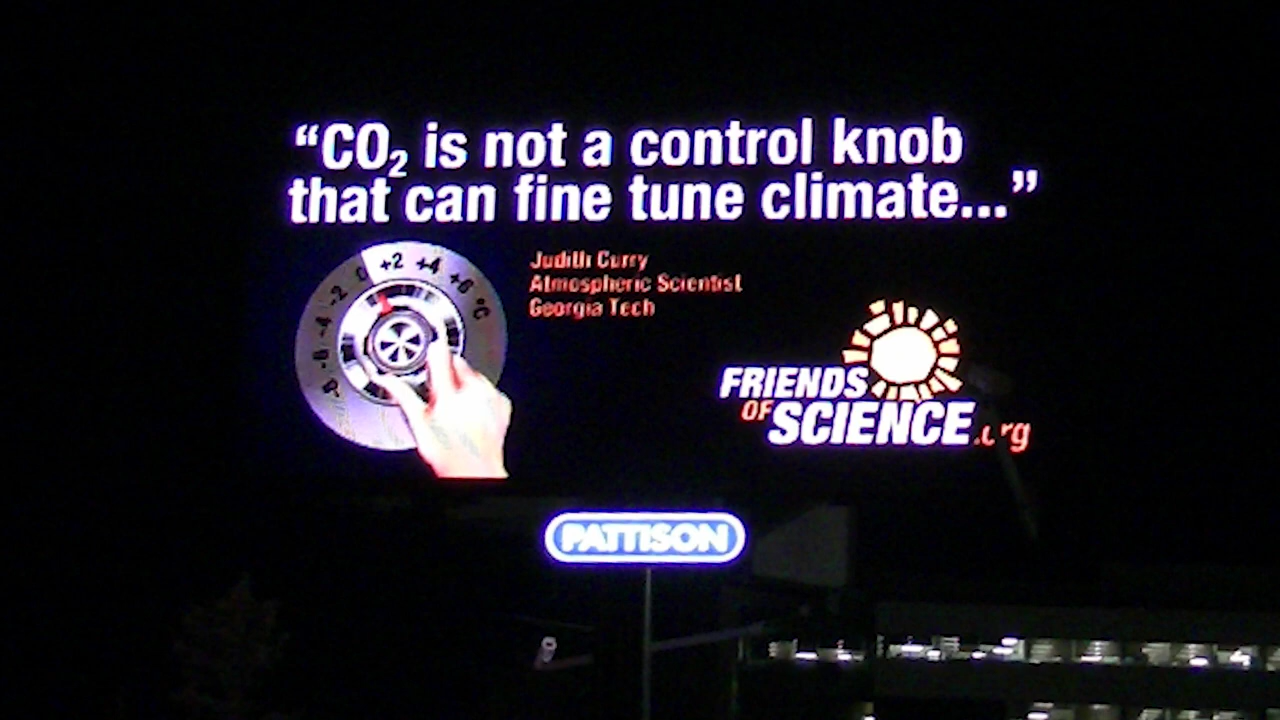 “CO₂ is not a control knob
that can fine tune climate...”
Judith Curry
Atmospheric Scientist
Georgia Tech
-8 -6 -4 -2 0 +2 +4 +6 °C
FRIENDS
OF SCIENCE.org
PATTISON